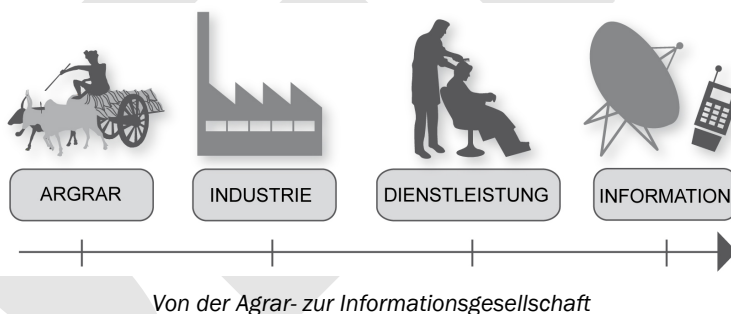 ARGRAR
INDUSTRIE
DIENSTLEISTUNG
INFORMATION
Von der Agrar- zur Informationsgesellschaft